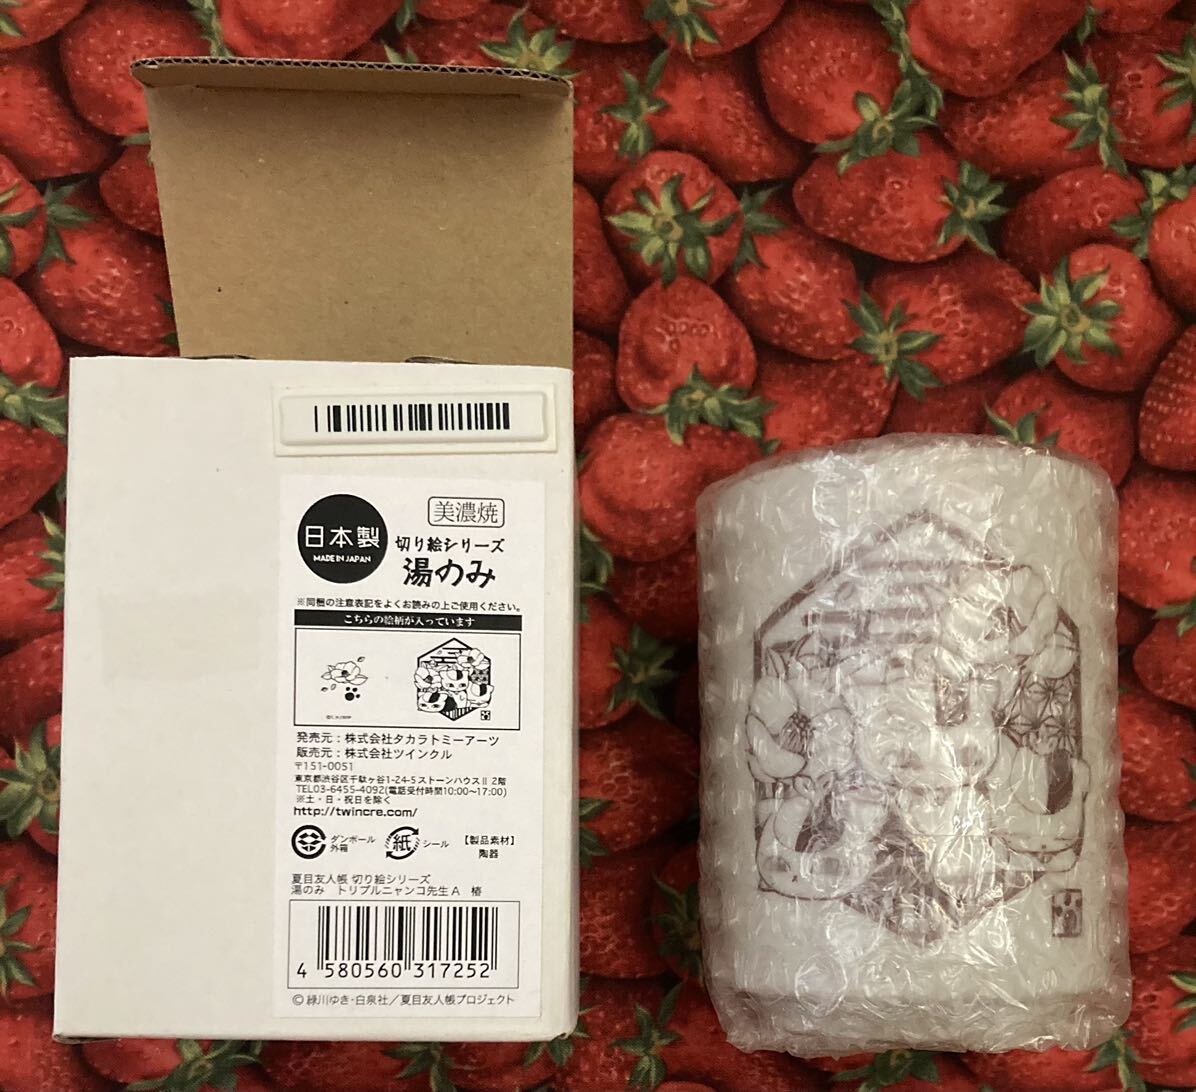 日本製
MADE IN JAPAN
美濃焼
切り絵シリーズ
湯のみ
※同梱の注意表記をよくお読みの上ご使用ください。
こちらの絵柄が入っています
発売元：株式会社タカラトミーアーツ
販売元：株式会社ツインクル
〒151-0051
東京都渋谷区千駄ヶ谷1-24-5ストーンハウスⅡ 2階
TEL03-6455-4092(電話受付時間10:00〜17:00)
※土・日・祝日を除く
http://twincre.com/
ダンボール
外箱
紙
シール
【製品素材】
陶器
夏目友人帳 切り絵シリーズ
湯のみ　トリプルニャンコ先生A　椿
4 580560 317252
©緑川ゆき・白泉社／夏目友人帳プロジェクト